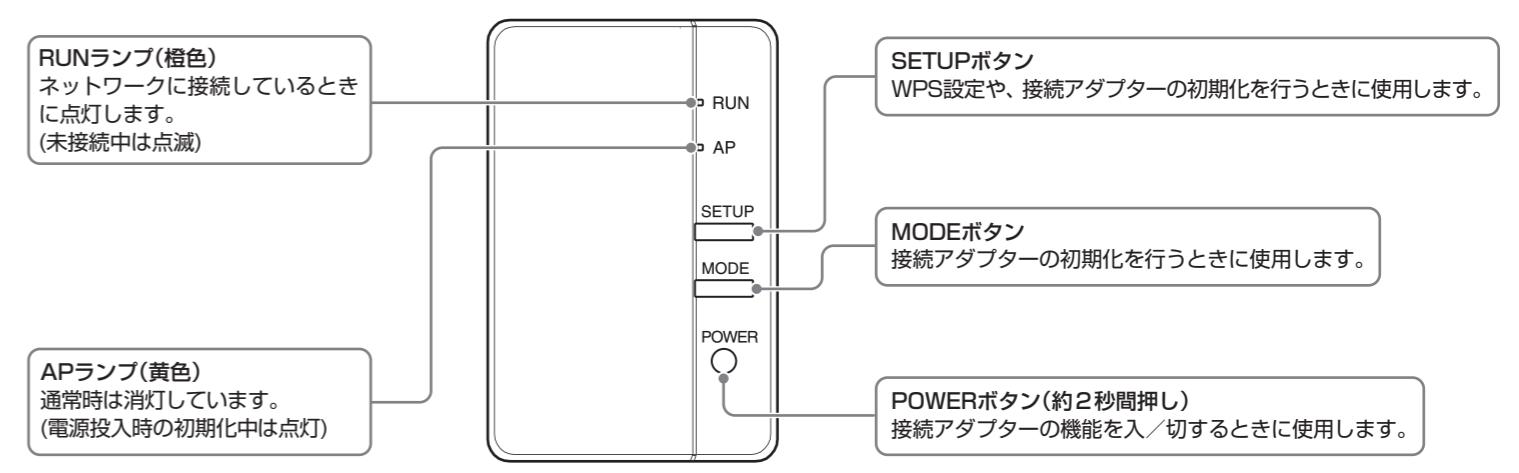 RUNランプ(橙色)
ネットワークに接続しているとき
に点灯します。
(未接続中は点滅)
APランプ(黄色)
通常時は消灯しています。
(電源投入時の初期化中は点灯)
RUN
AP
SETUP
MODE
POWER
SETUPボタン
WPS設定や、接続アダプターの初期化を行うときに使用します。
MODEボタン
接続アダプターの初期化を行うときに使用します。
POWERボタン(約2秒間押し)
接続アダプターの機能を入／切するときに使用します。